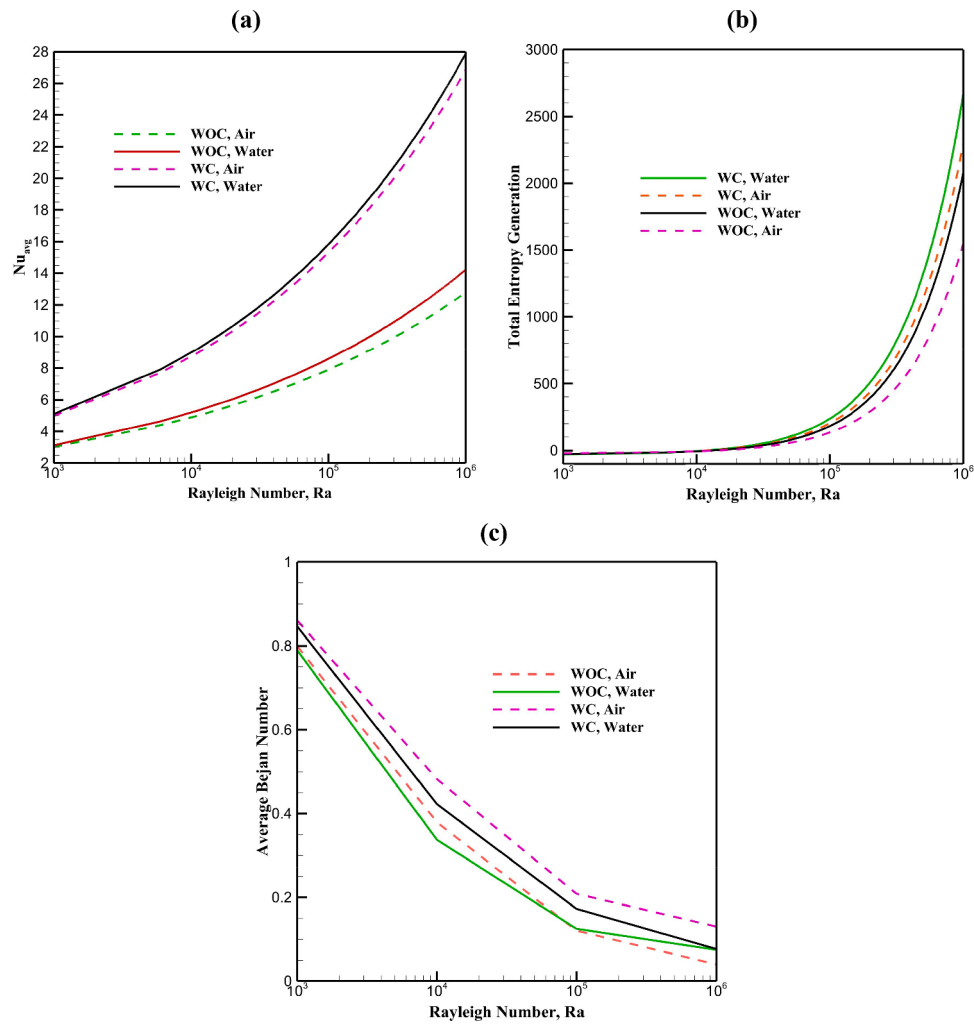 (a)
28
26
24
22
20
18
16
14
12
10
8
6
4
2
Nu_avg
WOC, Air
WOC, Water
WC, Air
WC, Water
10^3
10^4
10^5
10^6
Rayleigh Number, Ra
(b)
3000
2500
2000
1500
1000
500
0
Total Entropy Generation
WC, Water
WC, Air
WOC, Water
WOC, Air
10^3
10^4
10^5
10^6
Rayleigh Number, Ra
(c)
1
0.8
0.6
0.4
0.2
0
Average Bejan Number
WOC, Air
WOC, Water
WC, Air
WC, Water
10^3
10^4
10^5
10^6
Rayleigh Number, Ra